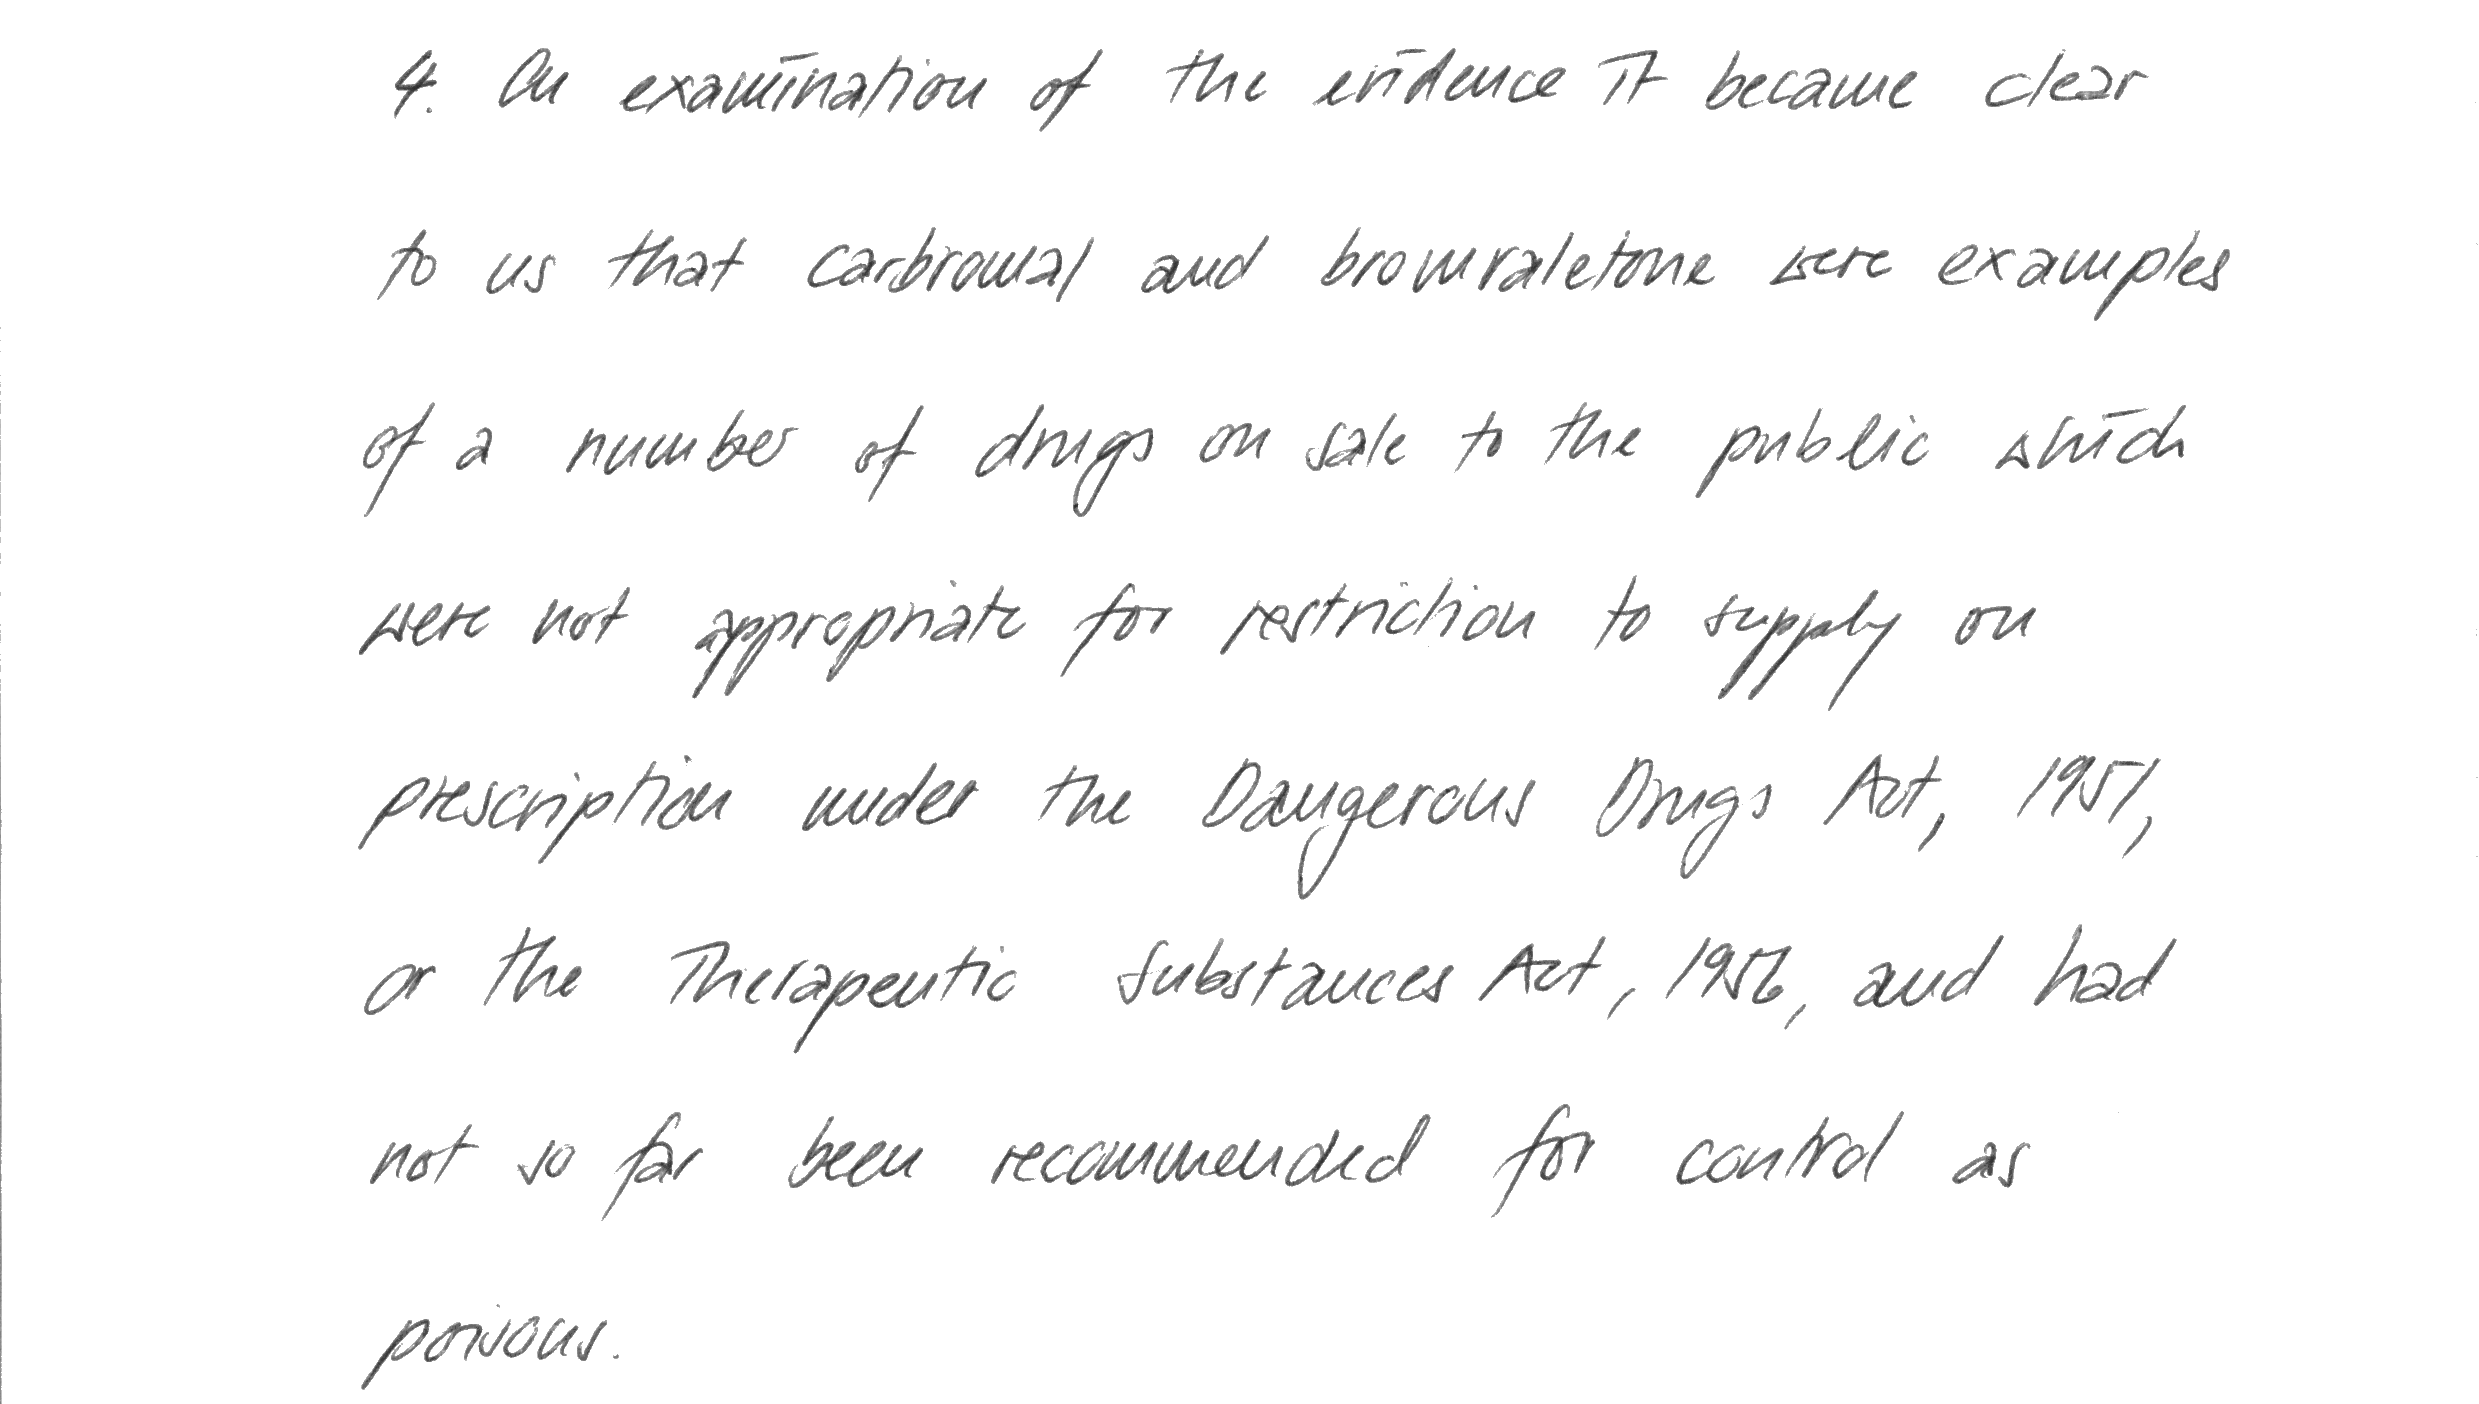 4. On examination of the evidence it became clear
to us that carbromal and bromvaletone were examples
of a number of drugs on sale to the public which
were not appropriate for restriction to supply on
prescription under the Dangerous Drugs Act, 1951,
or the Therapeutic Substances Act, 1956, and had
not so far been recommended for control as
poisons.